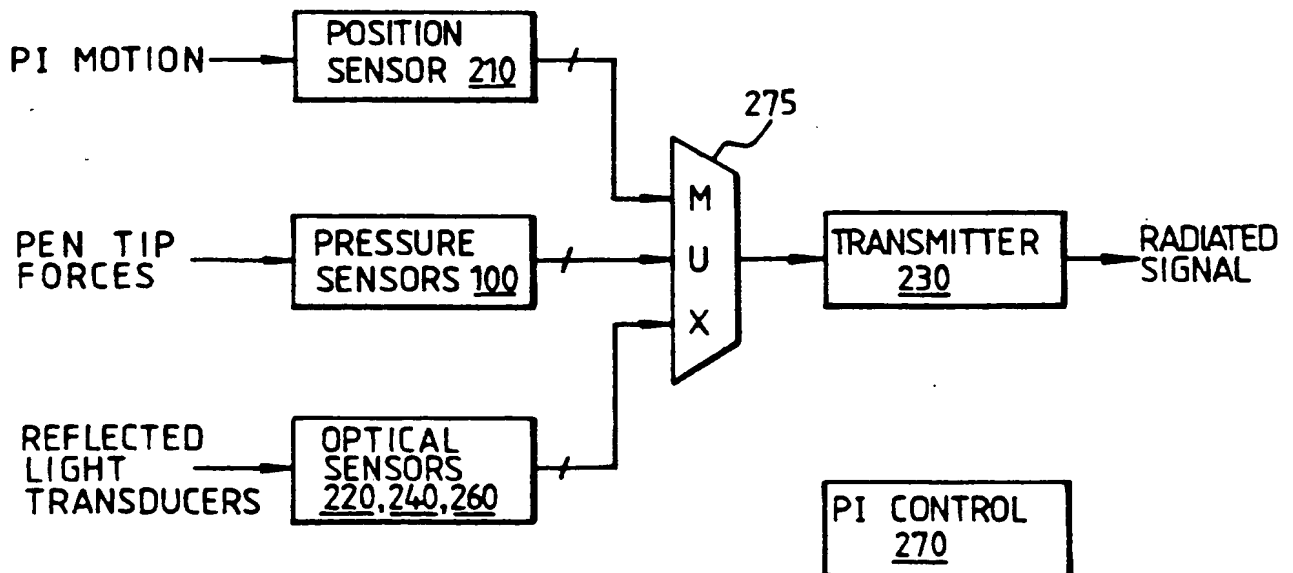 PI MOTION
POSITION
SENSOR 210
275
PEN TIP
FORCES
PRESSURE
SENSORS 100
M
U
X
TRANSMITTER
230
RADIATED
SIGNAL
REFLECTED
LIGHT
TRANSDUCERS
OPTICAL
SENSORS
220,240,260
PI CONTROL
270